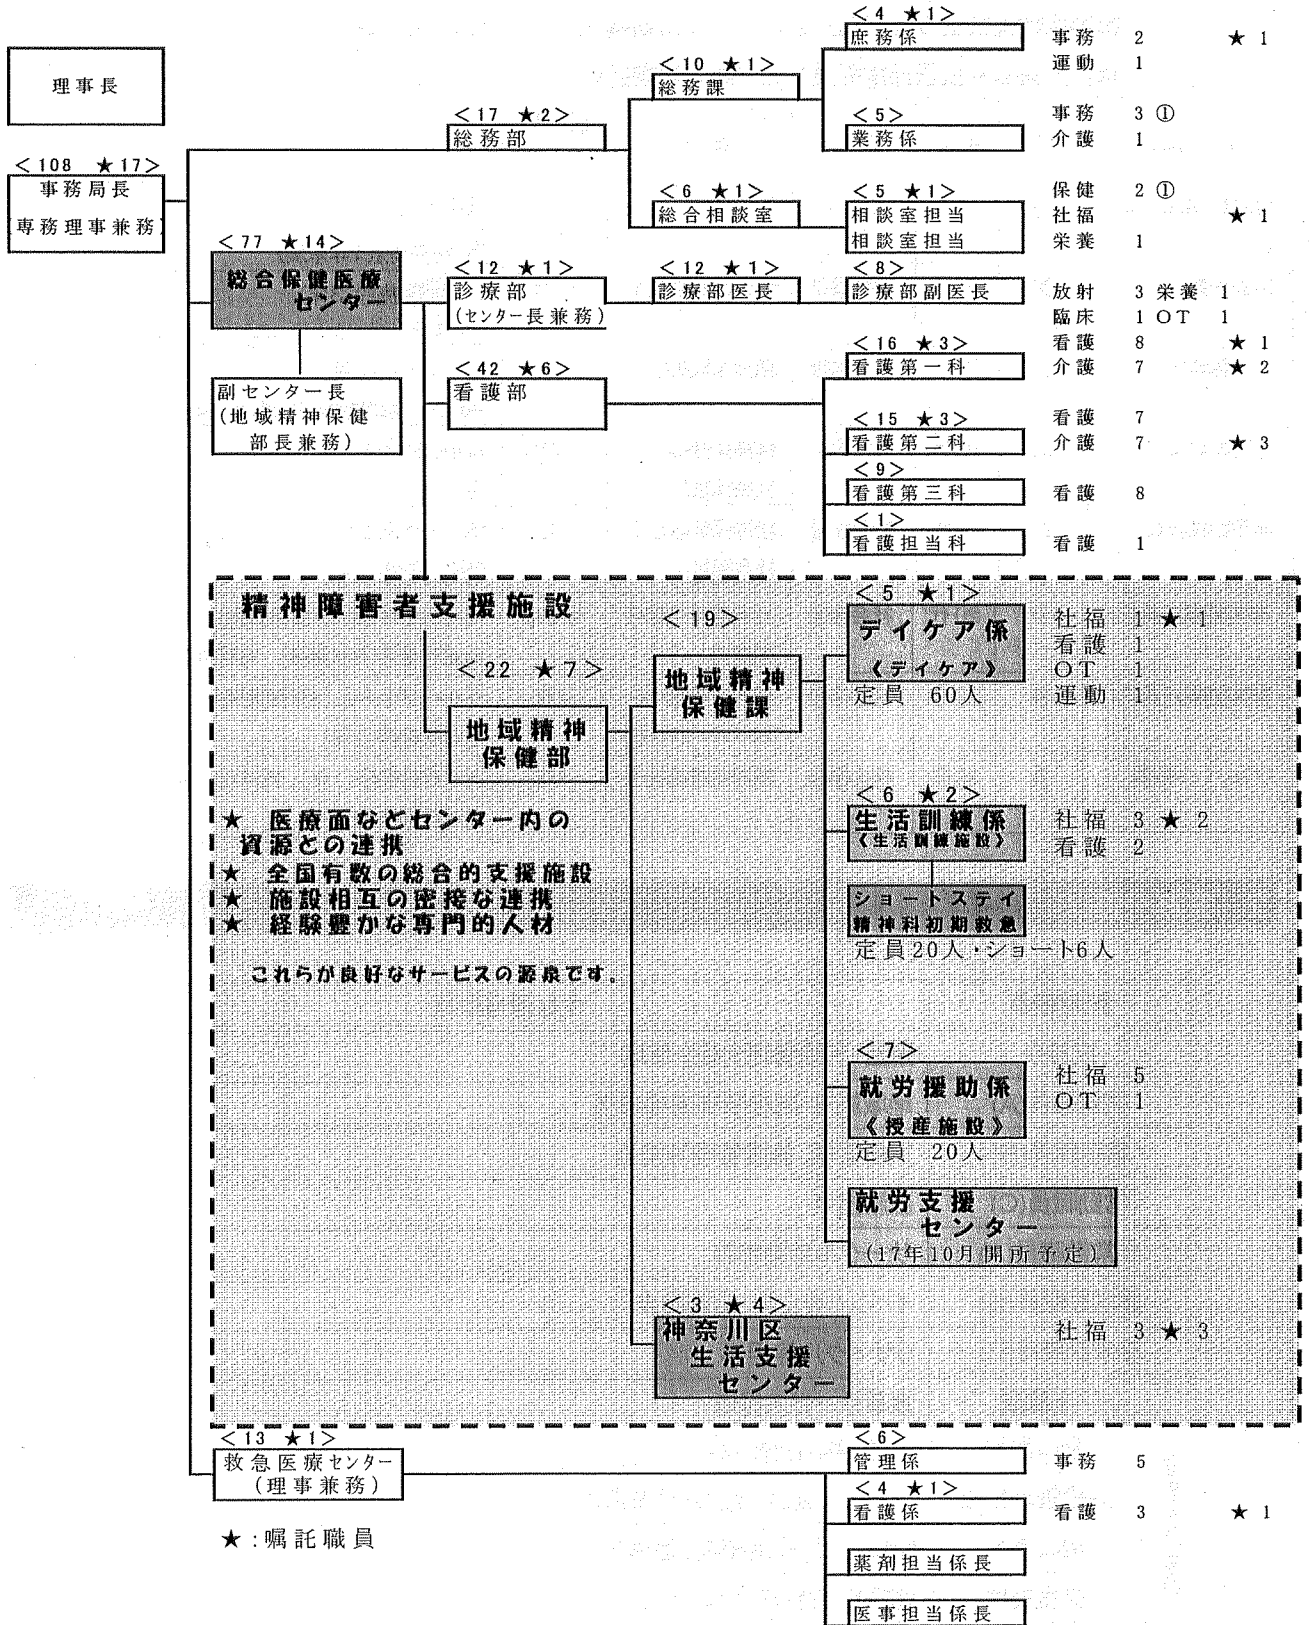 理事長
<108 ★17>
事務局長
(専務理事兼務)
<17 ★2>
総務部
<10 ★1>
総務課
<4 ★1>
庶務係
事務 2 ★ 1
運動 1
<5>
業務係
事務 3 ①
介護 1
<6 ★1>
総合相談室
<5 ★1>
相談室担当
相談室担当
保健 2 ①
社福 ★ 1
栄養 1
<77 ★14>
総合保健医療
センター
副センター長
(地域精神保健
部長兼務)
<12 ★1>
診療部
(センター長兼務)
<12 ★1>
診療部医長
<8>
診療部副医長
放射 3 栄養 1
臨床 1 OT 1
<42 ★6>
看護部
<16 ★3>
看護第一科
看護 8 ★ 1
介護 7 ★ 2
<15 ★3>
看護第二科
看護 7
介護 7 ★ 3
<9>
看護第三科
看護 8
<1>
看護担当科
看護 1
精神障害者支援施設
<22 ★7>
地域精神
保健部
<19>
地域精神
保健課
<5 ★1>
デイケア係
《デイケア》
定員 60人
社福 1 ★ 1
看護 1
OT 1
運動 1
<6 ★2>
生活訓練係
《生活訓練施設》
社福 3 ★ 2
看護 2
ショートステイ
精神科初期救急
定員20人・ショート6人
★ 医療面などセンター内の
資源との連携
★ 全国有数の総合的支援施設
★ 施設相互の密接な連携
★ 経験豊かな専門的人材
これらが良好なサービスの源泉です。
<7>
就労援助係
《授産施設》
定員 20人
社福 5
OT 1
就労支援
センター
(17年10月開所予定)
<3 ★4>
神奈川区
生活支援
センター
社福 3 ★ 3
<13 ★1>
救急医療センター
(理事兼務)
<6>
管理係
事務 5
<4 ★1>
看護係
看護 3 ★ 1
薬剤担当係長
医事担当係長
★:嘱託職員